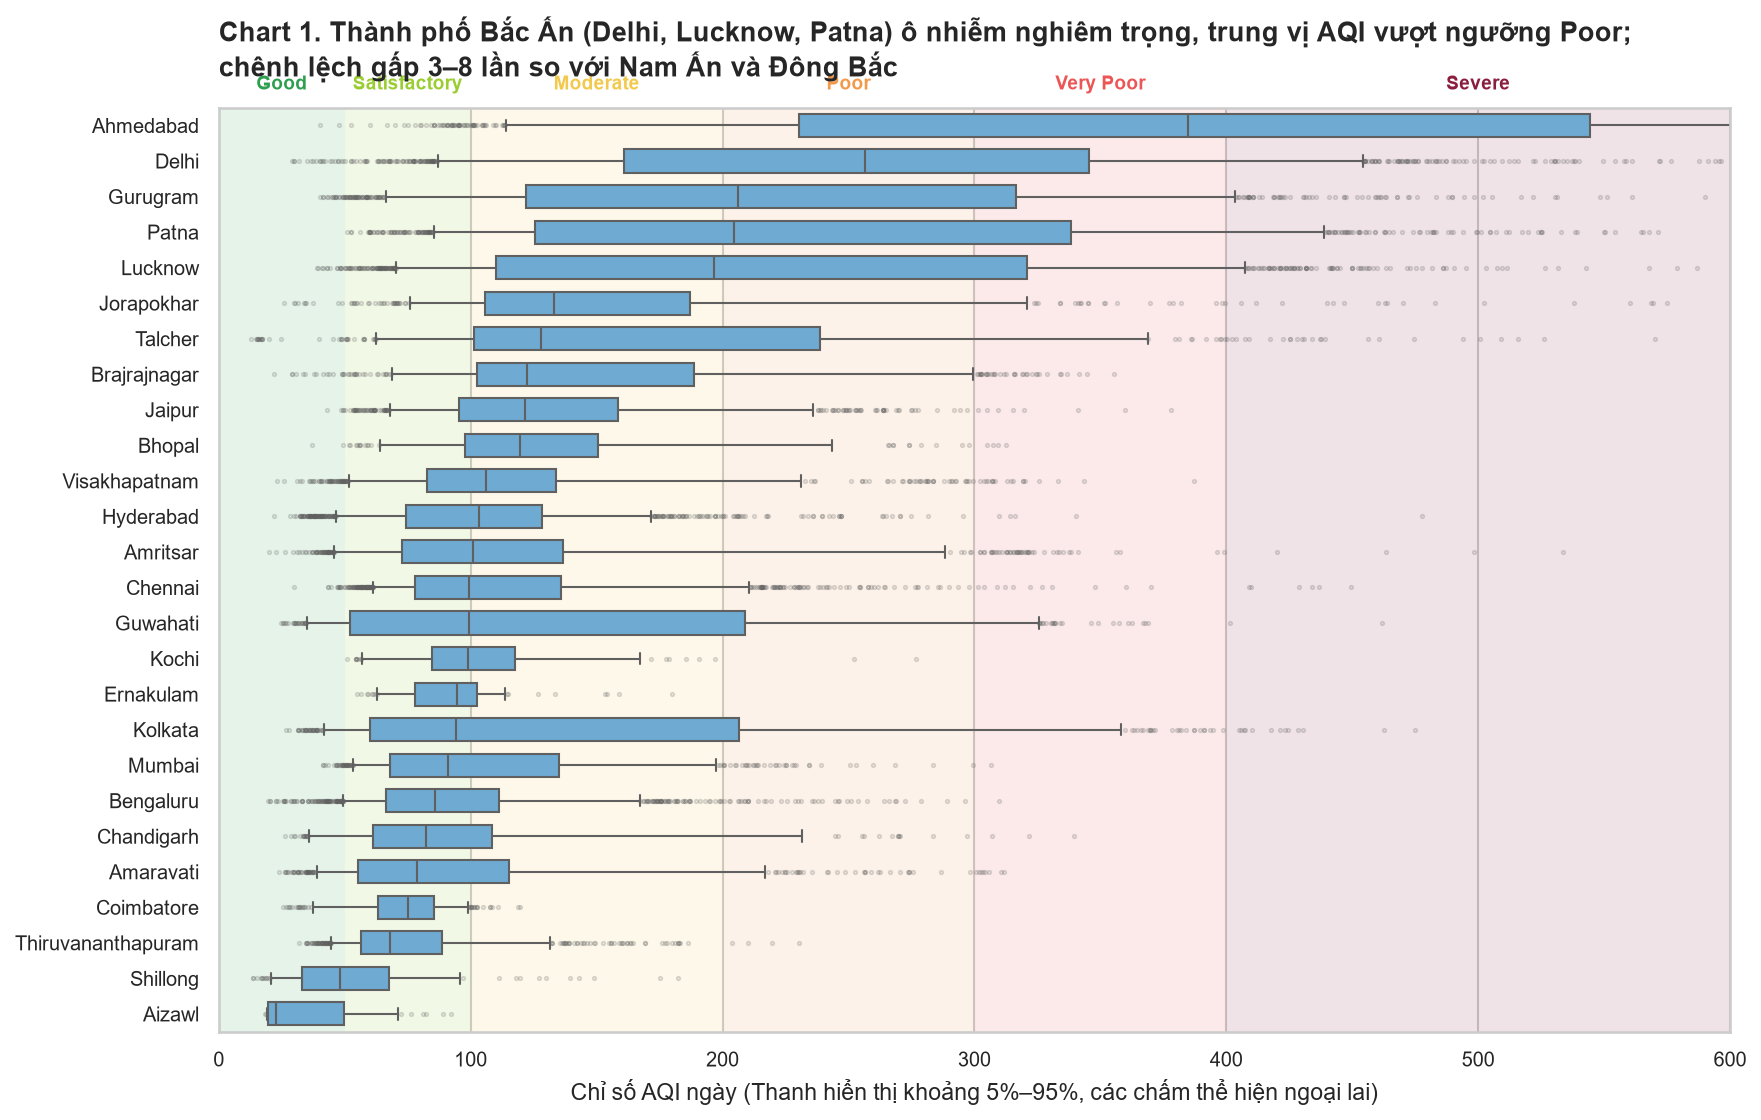 Chart 1. Thành phố Bắc Ấn (Delhi, Lucknow, Patna) ô nhiễm nghiêm trọng, trung vị AQI vượt ngưỡng Poor;
chênh lệch gấp 3–8 lần so với Nam Ấn và Đông Bắc
Good Satisfactory Moderate Poor Very Poor Severe
Ahmedabad
Delhi
Gurugram
Patna
Lucknow
Jorapokhar
Talcher
Brajrajnagar
Jaipur
Bhopal
Visakhapatnam
Hyderabad
Amritsar
Chennai
Guwahati
Kochi
Ernakulam
Kolkata
Mumbai
Bengaluru
Chandigarh
Amaravati
Coimbatore
Thiruvananthapuram
Shillong
Aizawl
0 100 200 300 400 500 600
Chỉ số AQI ngày (Thanh hiển thị khoảng 5%–95%, các chấm thể hiện ngoại lai)